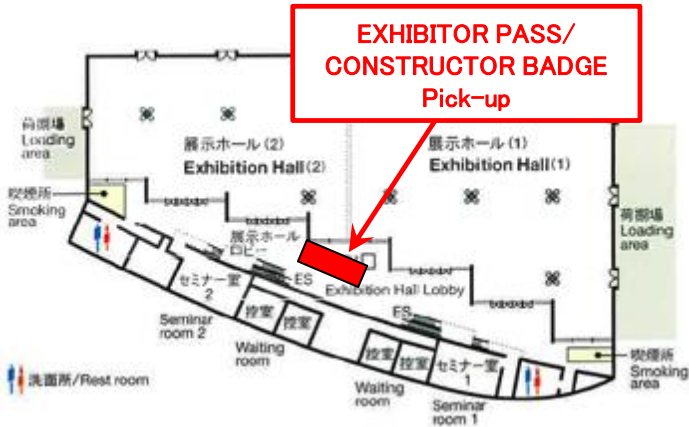 EXHIBITOR PASS/
CONSTRUCTOR BADGE
Pick-up
荷捌場
Loading
area
展示ホール(2)
Exhibition Hall(2)
展示ホール(1)
Exhibition Hall(1)
喫煙所
Smoking
area
荷捌場
Loading
area
展示ホール
ロビー
ES
Exhibition Hall Lobby
セミナー室
2
Seminar
room 2
控室
控室
Waiting
room
ES
控室
控室
Waiting
room
セミナー室
1
Seminar
room 1
喫煙所
Smoking
area
洗面所/Rest room